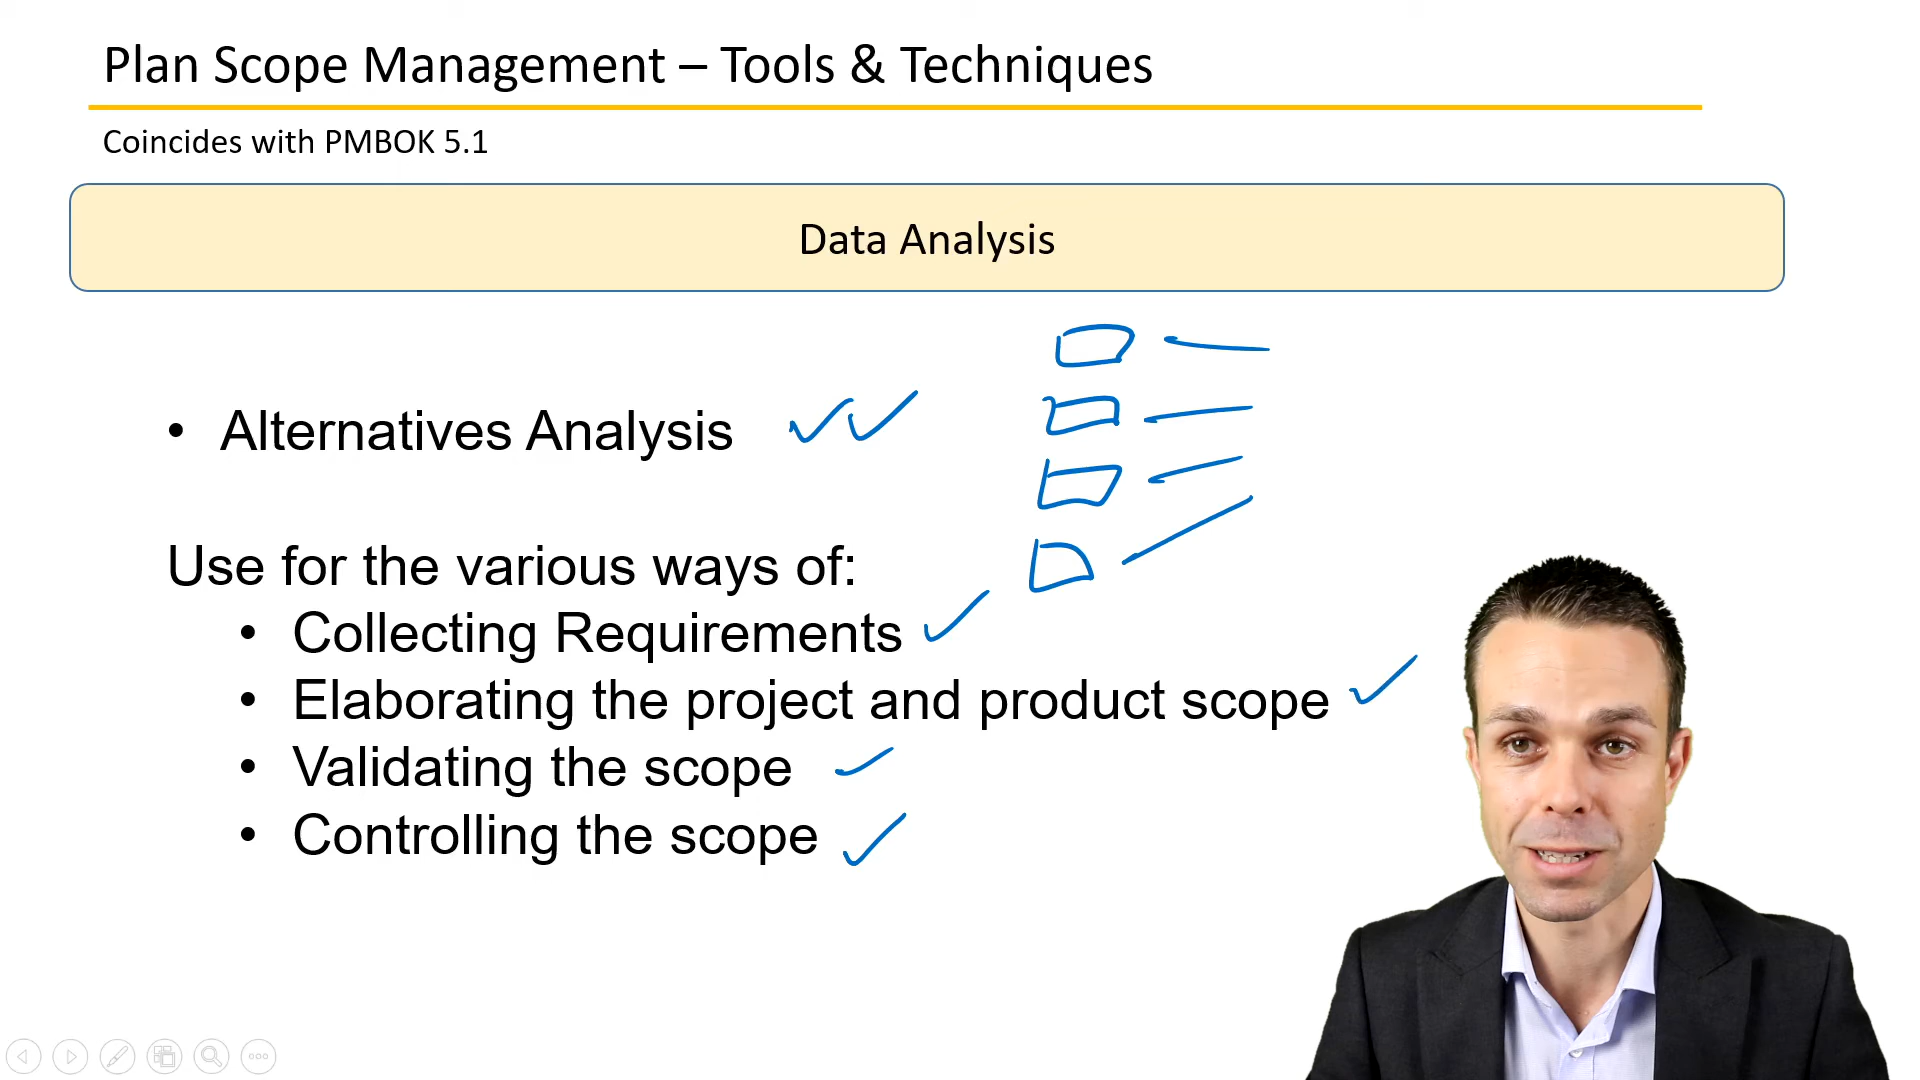 Plan Scope Management – Tools & Techniques
Coincides with PMBOK 5.1
Data Analysis
• Alternatives Analysis
Use for the various ways of:
• Collecting Requirements
• Elaborating the project and product scope
• Validating the scope
• Controlling the scope